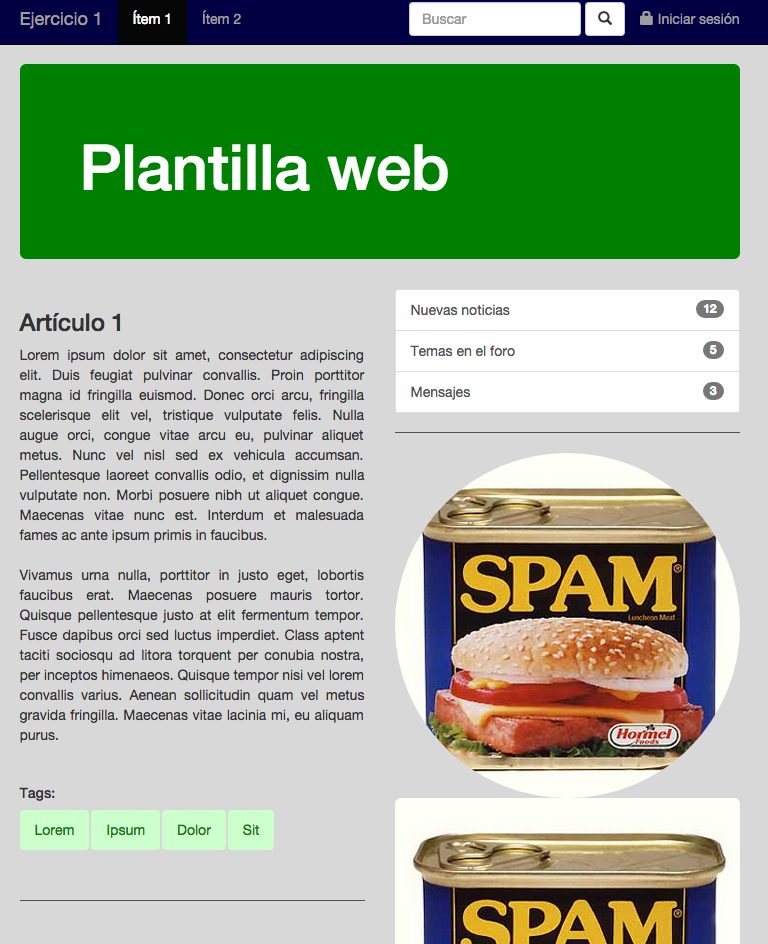 Ejercicio 1 Ítem 1 Ítem 2 Buscar Iniciar sesión
Plantilla web
Artículo 1
Lorem ipsum dolor sit amet, consectetur adipiscing
elit. Duis feugiat pulvinar convallis. Proin porttitor
magna id fringilla euismod. Donec orci arcu, fringilla
scelerisque elit vel, tristique vulputate felis. Nulla
augue orci, congue vitae arcu eu, pulvinar aliquet
metus. Nunc vel nisl sed ex vehicula accumsan.
Pellentesque laoreet convallis odio, et dignissim nulla
vulputate non. Morbi posuere nibh ut aliquet congue.
Maecenas vitae nunc est. Interdum et malesuada
fames ac ante ipsum primis in faucibus.
Vivamus urna nulla, porttitor in justo eget, lobortis
faucibus erat. Maecenas posuere mauris tortor.
Quisque pellentesque justo at elit fermentum tempor.
Fusce dapibus orci sed luctus imperdiet. Class aptent
taciti sociosqu ad litora torquent per conubia nostra,
per inceptos himenaeos. Quisque tempor nisi vel lorem
convallis varius. Aenean sollicitudin quam vel metus
gravida fringilla. Maecenas vitae lacinia mi, eu aliquam
purus.
Tags:
Lorem Ipsum Dolor Sit
Nuevas noticias 12
Temas en el foro 5
Mensajes 3
SPAM®
Luncheon Meat
Hormel
Foods
SPAM®